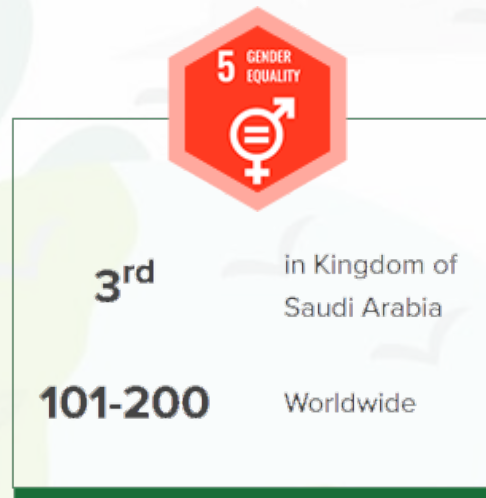 5 GENDER
EQUALITY
3rd in Kingdom of
Saudi Arabia
101-200 Worldwide